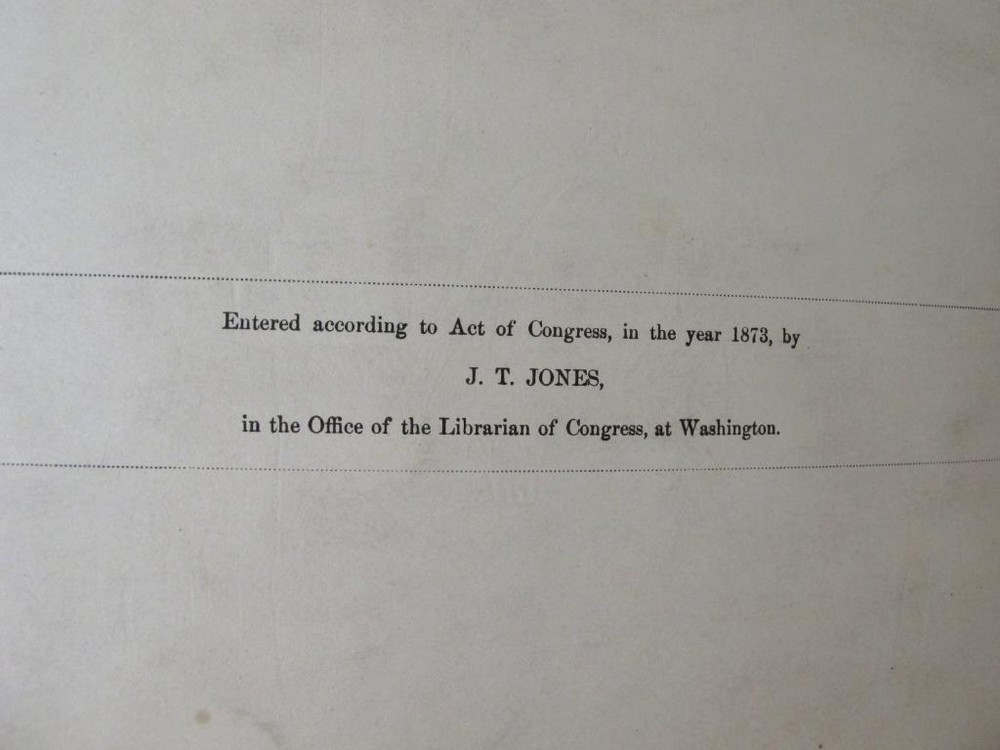 Entered according to Act of Congress, in the year 1873, by
J. T. JONES,
in the Office of the Librarian of Congress, at Washington.